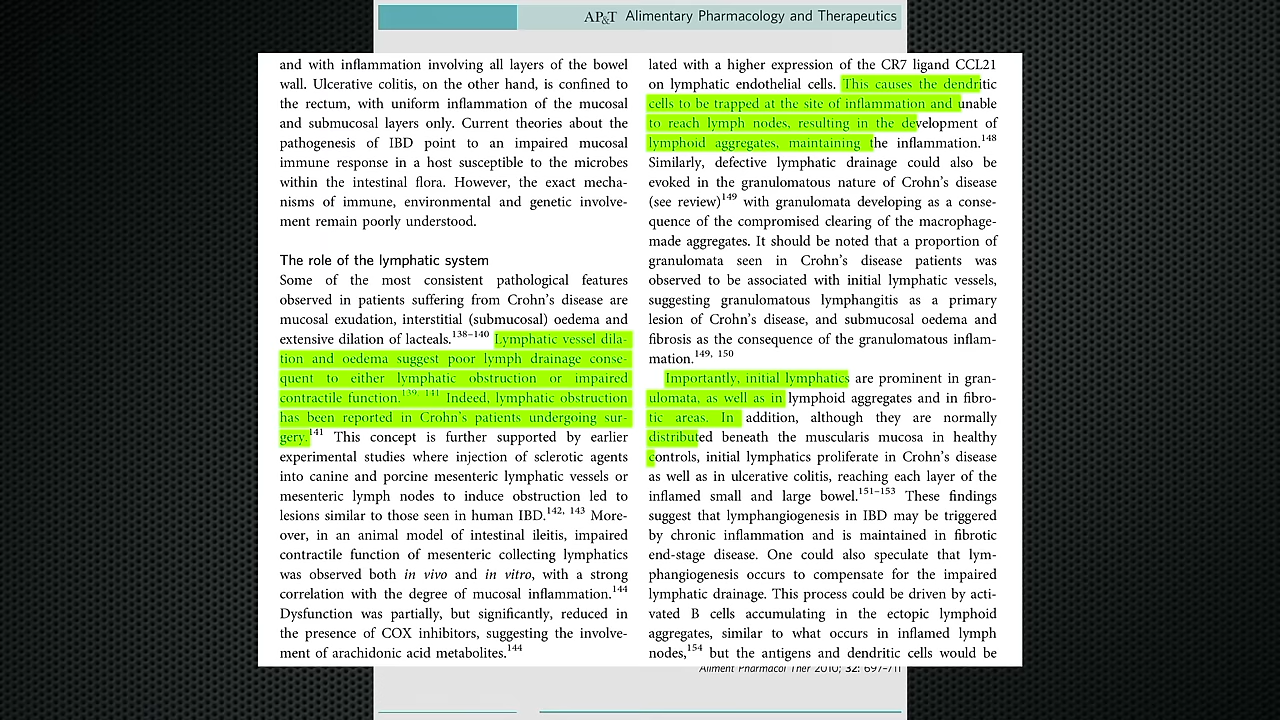 AP&T Alimentary Pharmacology and Therapeutics
and with inflammation involving all layers of the bowel
wall. Ulcerative colitis, on the other hand, is confined to
the rectum, with uniform inflammation of the mucosal
and submucosal layers only. Current theories about the
pathogenesis of IBD point to an impaired mucosal
immune response in a host susceptible to the microbes
within the intestinal flora. However, the exact mecha-
nisms of immune, environmental and genetic involve-
ment remain poorly understood.
The role of the lymphatic system
Some of the most consistent pathological features
observed in patients suffering from Crohn's disease are
mucosal exudation, interstitial (submucosal) oedema and
extensive dilation of lacteals.138–140 Lymphatic vessel dila-
tion and oedema suggest poor lymph drainage conse-
quent to either lymphatic obstruction or impaired
contractile function.139, 141 Indeed, lymphatic obstruction
has been reported in Crohn's patients undergoing sur-
gery.141 This concept is further supported by earlier
experimental studies where injection of sclerotic agents
into canine and porcine mesenteric lymphatic vessels or
mesenteric lymph nodes to induce obstruction led to
lesions similar to those seen in human IBD.142, 143 More-
over, in an animal model of intestinal ileitis, impaired
contractile function of mesenteric collecting lymphatics
was observed both in vivo and in vitro, with a strong
correlation with the degree of mucosal inflammation.144
Dysfunction was partially, but significantly, reduced in
the presence of COX inhibitors, suggesting the involve-
ment of arachidonic acid metabolites.144
lated with a higher expression of the CR7 ligand CCL21
on lymphatic endothelial cells. This causes the dendritic
cells to be trapped at the site of inflammation and unable
to reach lymph nodes, resulting in the development of
lymphoid aggregates, maintaining the inflammation.148
Similarly, defective lymphatic drainage could also be
evoked in the granulomatous nature of Crohn's disease
(see review)149 with granulomata developing as a conse-
quence of the compromised clearing of the macrophage-
made aggregates. It should be noted that a proportion of
granulomata seen in Crohn's disease patients was
observed to be associated with initial lymphatic vessels,
suggesting granulomatous lymphangitis as a primary
lesion of Crohn's disease, and submucosal oedema and
fibrosis as the consequence of the granulomatous inflam-
mation.149, 150
Importantly, initial lymphatics are prominent in gran-
ulomata, as well as in lymphoid aggregates and in fibro-
tic areas. In addition, although they are normally
distributed beneath the muscularis mucosa in healthy
controls, initial lymphatics proliferate in Crohn's disease
as well as in ulcerative colitis, reaching each layer of the
inflamed small and large bowel.151–153 These findings
suggest that lymphangiogenesis in IBD may be triggered
by chronic inflammation and is maintained in fibrotic
end-stage disease. One could also speculate that lym-
phangiogenesis occurs to compensate for the impaired
lymphatic drainage. This process could be driven by acti-
vated B cells accumulating in the ectopic lymphoid
aggregates, similar to what occurs in inflamed lymph
nodes,154 but the antigens and dendritic cells would be
Aliment Pharmacol Ther 2010; 32: 697–711